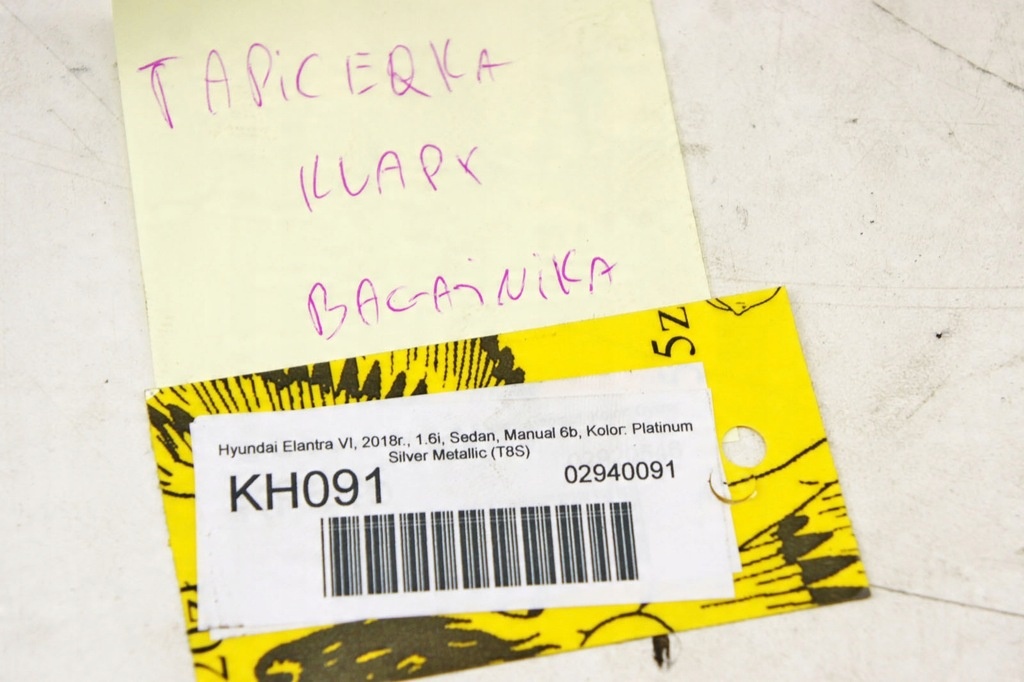 TAPiCERKA
KLAPY
BAGAJNiKA
5z
Hyundai Elantra VI, 2018r., 1.6i, Sedan, Manual 6b, Kolor: Platinum
Silver Metallic (T8S)
KH091
02940091